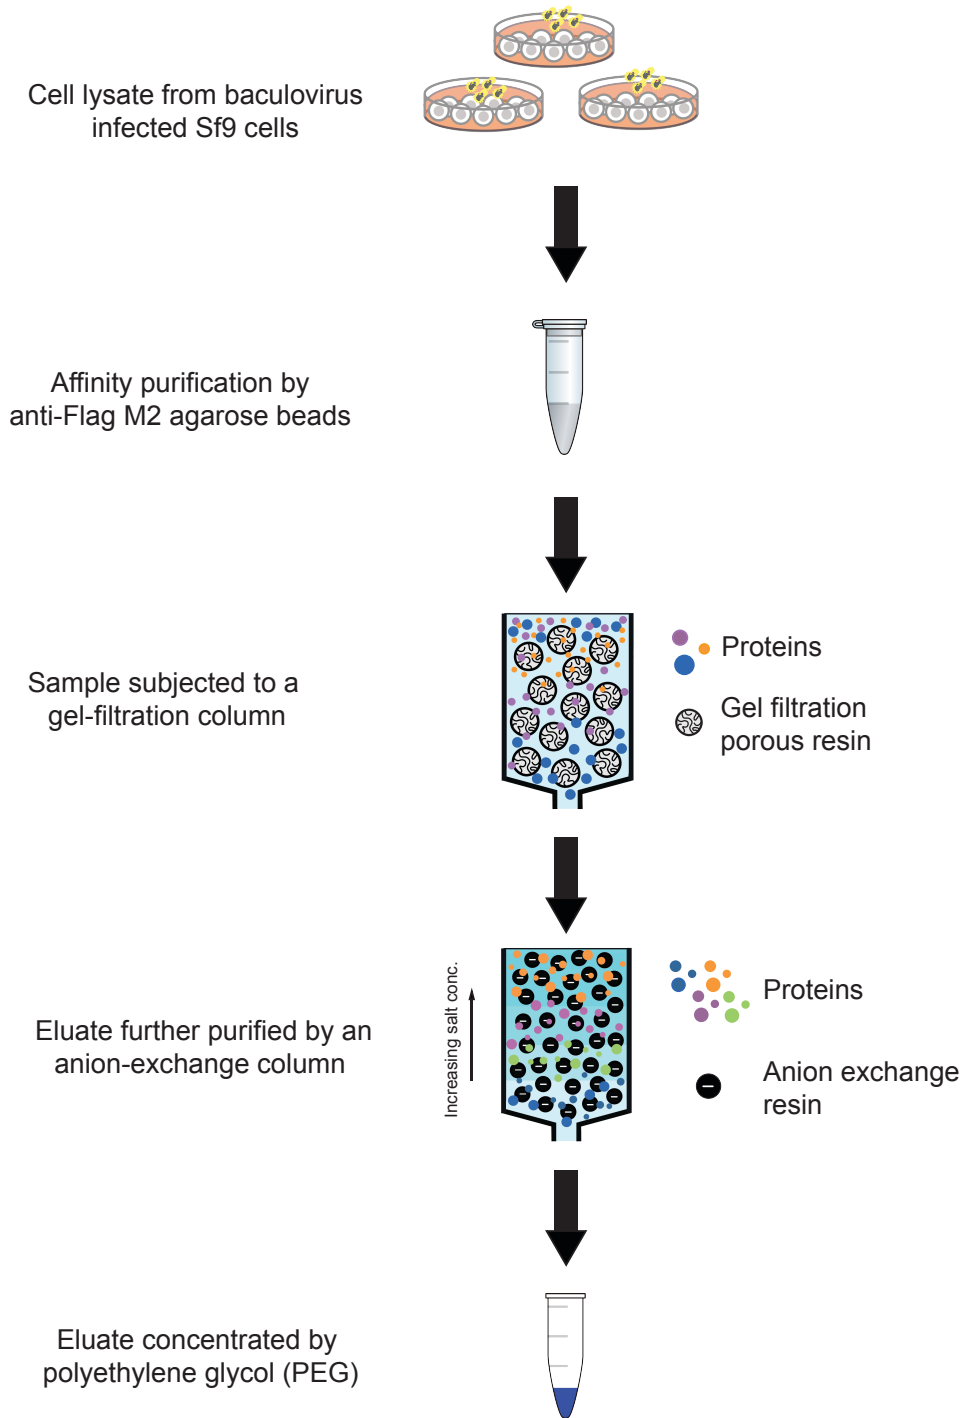 Cell lysate from baculovirus
infected Sf9 cells
Affinity purification by
anti-Flag M2 agarose beads
Sample subjected to a
gel-filtration column
Proteins
Gel filtration
porous resin
Eluate further purified by an
anion-exchange column
Increasing salt conc.
Proteins
Anion exchange
resin
Eluate concentrated by
polyethylene glycol (PEG)